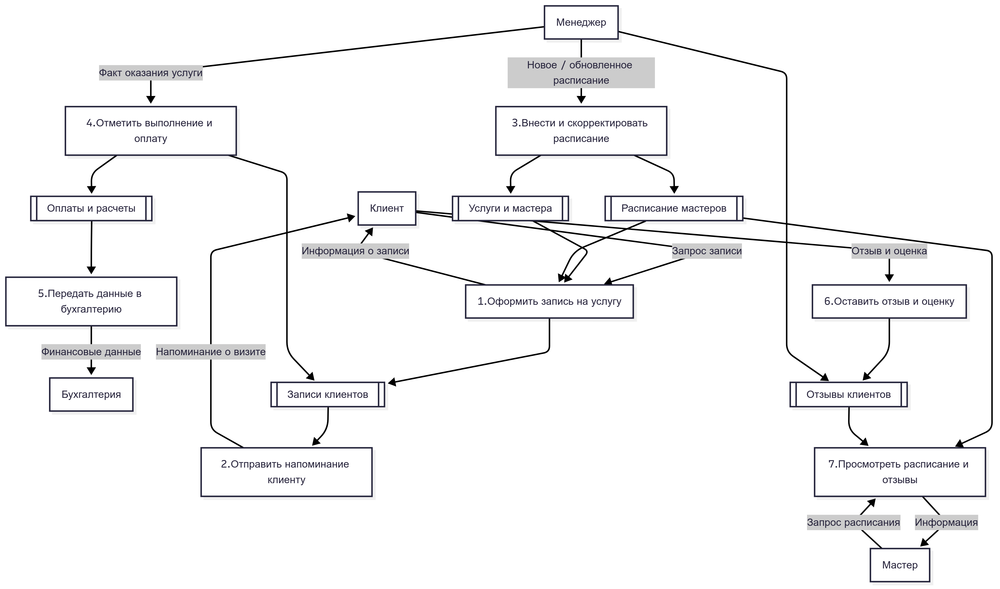 Менеджер
Факт оказания услуги
Новое / обновленное
расписание
4.Отметить выполнение и
оплату
3.Внести и скорректировать
расписание
Оплаты и расчеты
Клиент
Услуги и мастера
Расписание мастеров
Информация о записи
Запрос записи
Отзыв и оценка
5.Передать данные в
бухгалтерию
1.Оформить запись на услугу
6.Оставить отзыв и оценку
Финансовые данные
Напоминание о визите
Бухгалтерия
Записи клиентов
Отзывы клиентов
2.Отправить напоминание
клиенту
7.Просмотреть расписание и
отзывы
Запрос расписания
Информация
Мастер